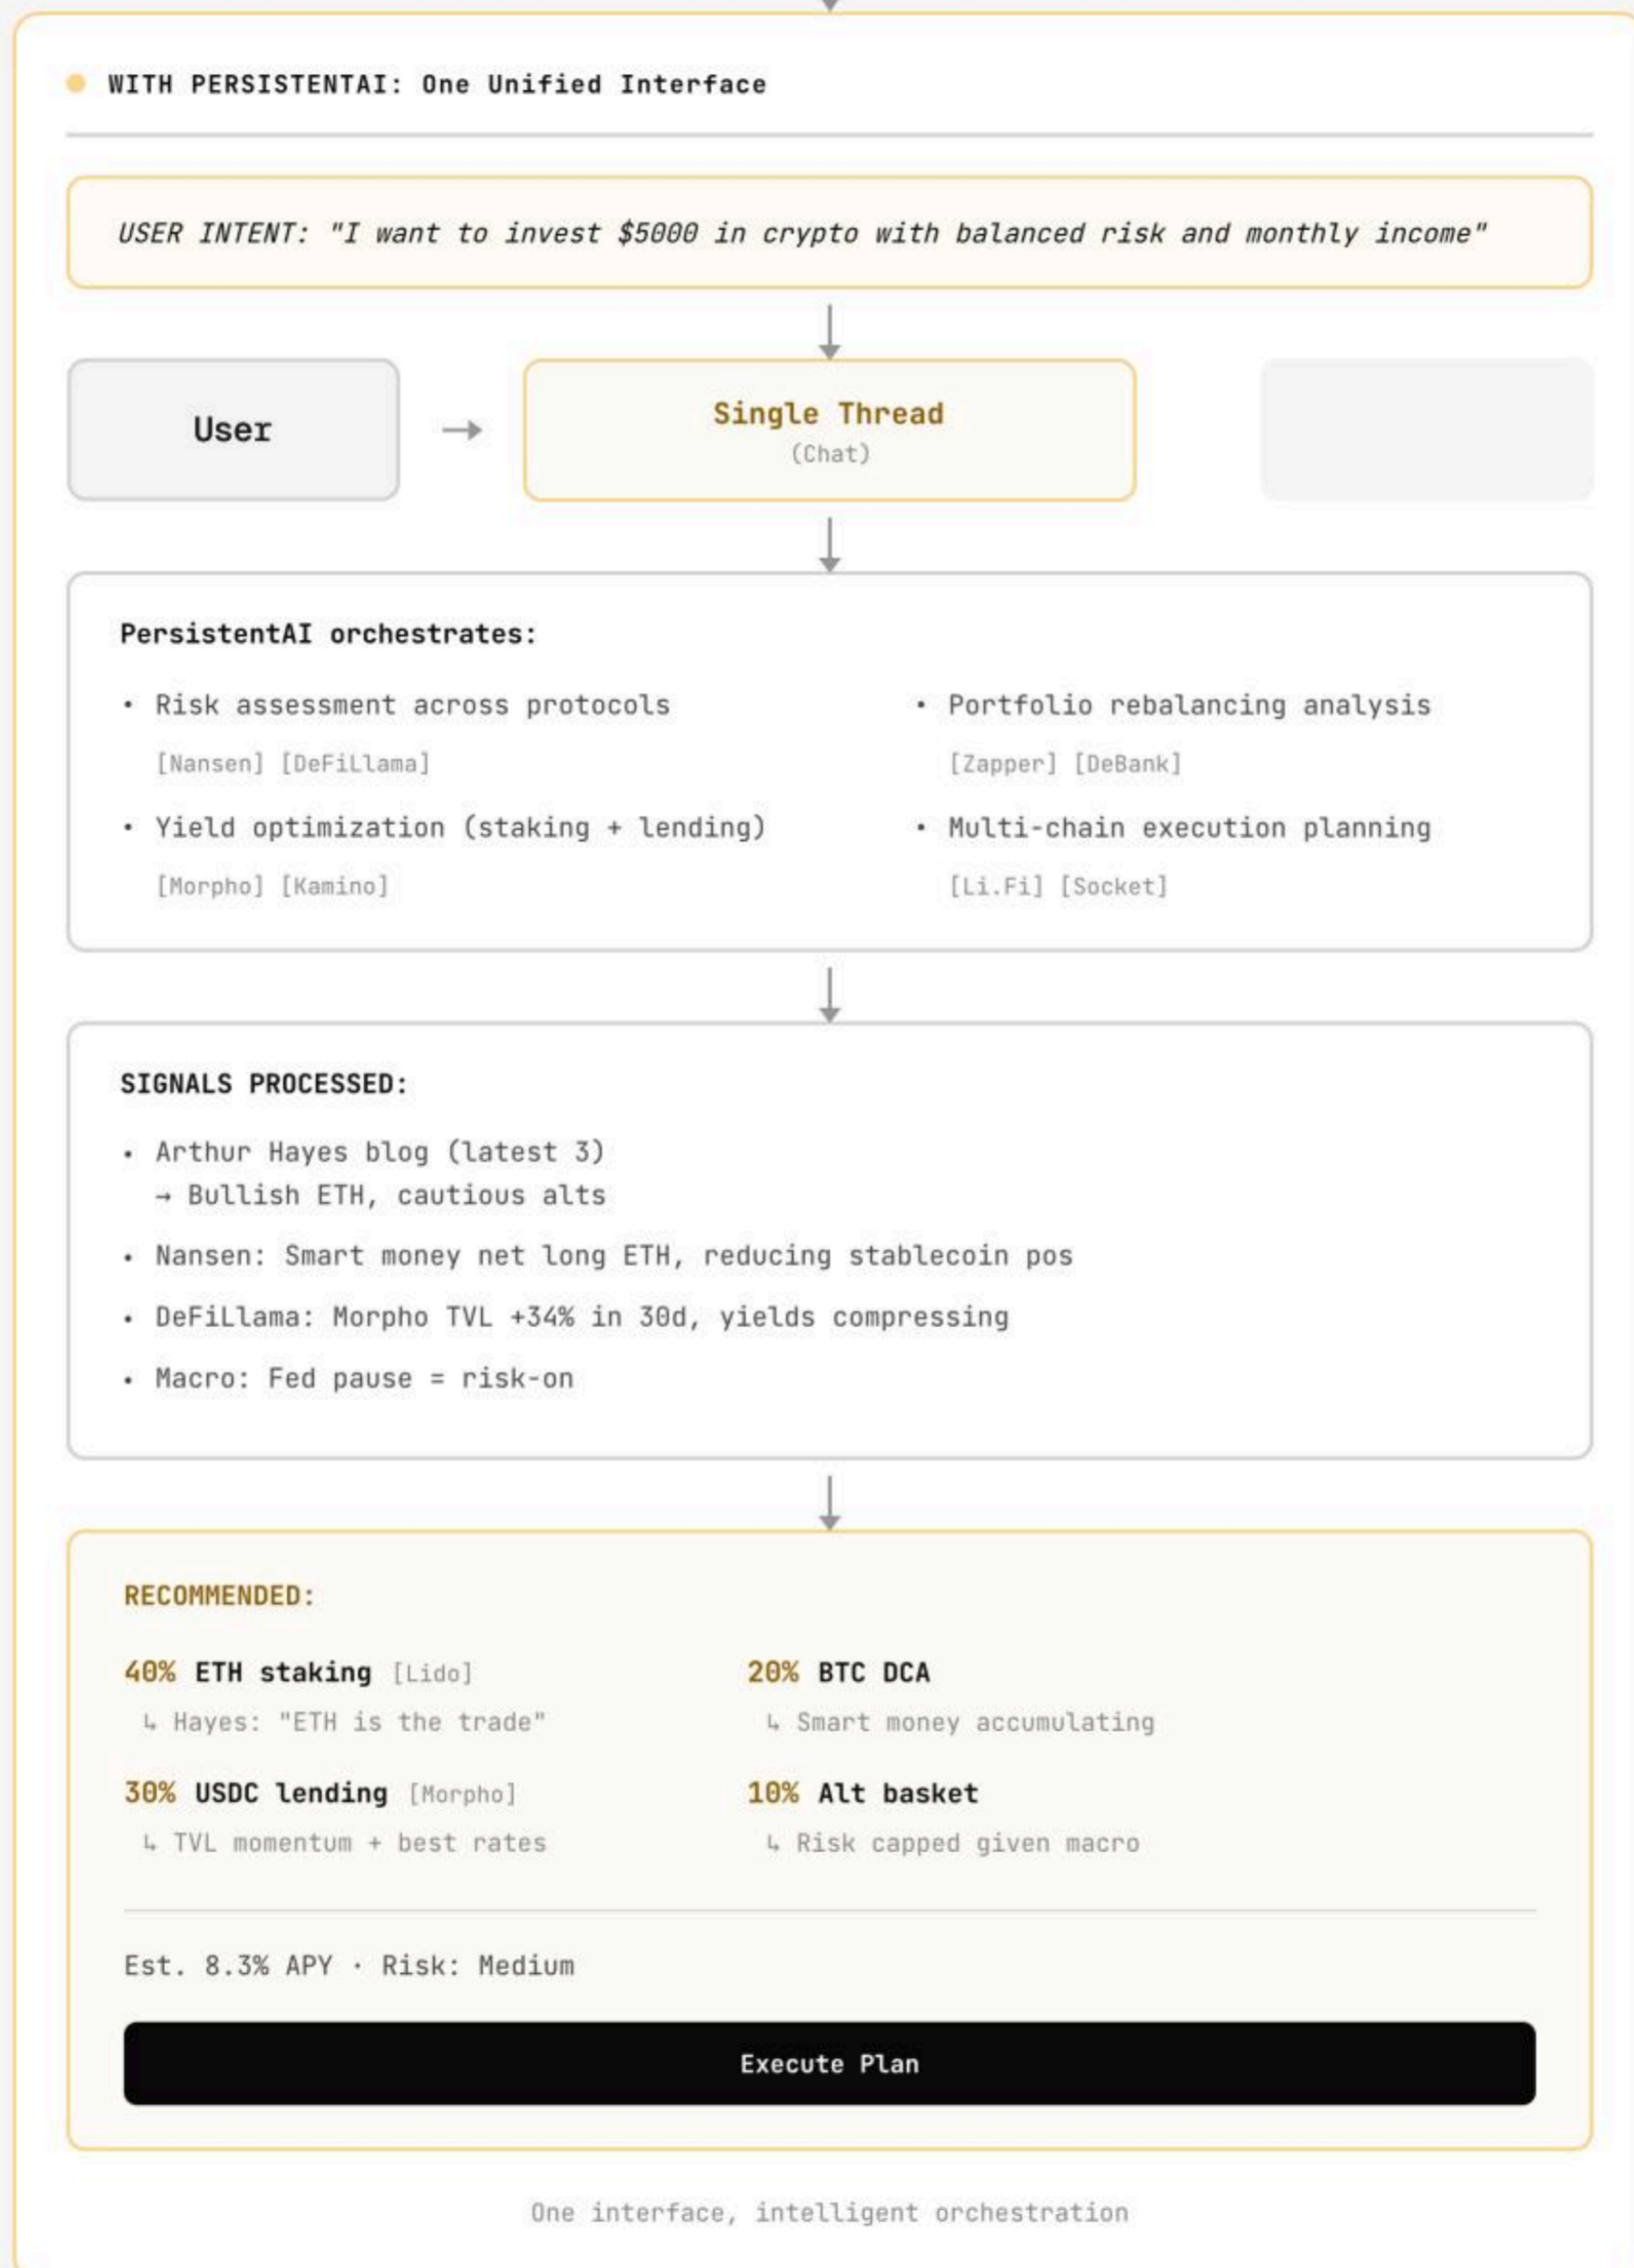 WITH PERSISTENTAI: One Unified Interface
USER INTENT: "I want to invest $5000 in crypto with balanced risk and monthly income"
User
→
Single Thread
(Chat)
PersistentAI orchestrates:
• Risk assessment across protocols
[Nansen] [DeFiLlama]
• Yield optimization (staking + lending)
[Morpho] [Kamino]
• Portfolio rebalancing analysis
[Zapper] [DeBank]
• Multi-chain execution planning
[Li.Fi] [Socket]
SIGNALS PROCESSED:
• Arthur Hayes blog (latest 3)
→ Bullish ETH, cautious alts
• Nansen: Smart money net long ETH, reducing stablecoin pos
• DeFiLlama: Morpho TVL +34% in 30d, yields compressing
• Macro: Fed pause = risk-on
RECOMMENDED:
40% ETH staking [Lido]
↳ Hayes: "ETH is the trade"
20% BTC DCA
↳ Smart money accumulating
30% USDC lending [Morpho]
↳ TVL momentum + best rates
10% Alt basket
↳ Risk capped given macro
Est. 8.3% APY · Risk: Medium
Execute Plan
One interface, intelligent orchestration